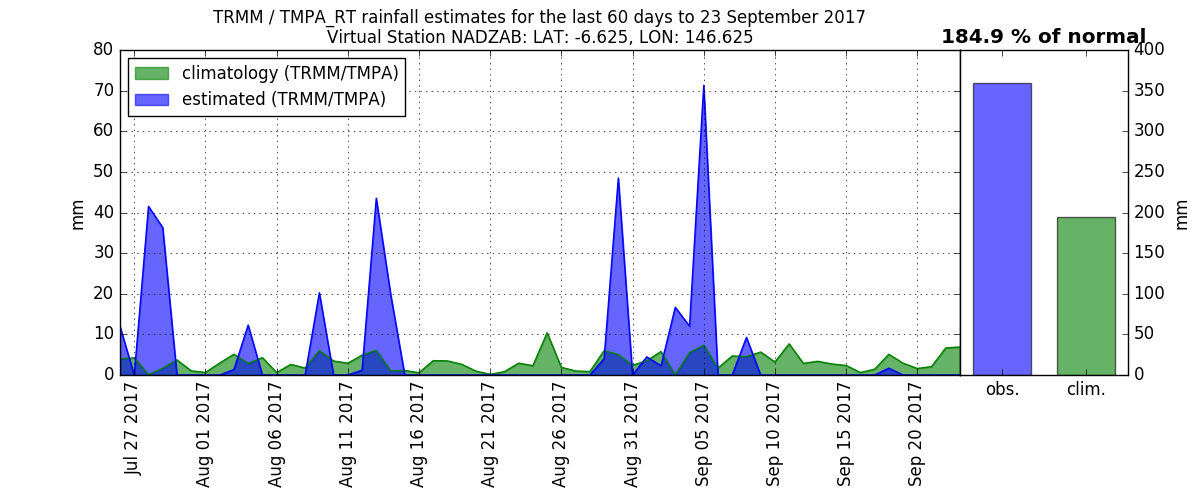 TRMM / TMPA_RT rainfall estimates for the last 60 days to 23 September 2017
Virtual Station NADZAB: LAT: -6.625, LON: 146.625
184.9 % of normal
climatology (TRMM/TMPA)
estimated (TRMM/TMPA)
80
70
60
50
40
30
20
10
0
mm
Jul 27 2017
Aug 01 2017
Aug 06 2017
Aug 11 2017
Aug 16 2017
Aug 21 2017
Aug 26 2017
Aug 31 2017
Sep 05 2017
Sep 10 2017
Sep 15 2017
Sep 20 2017
400
350
300
250
200
150
100
50
0
mm
obs.
clim.